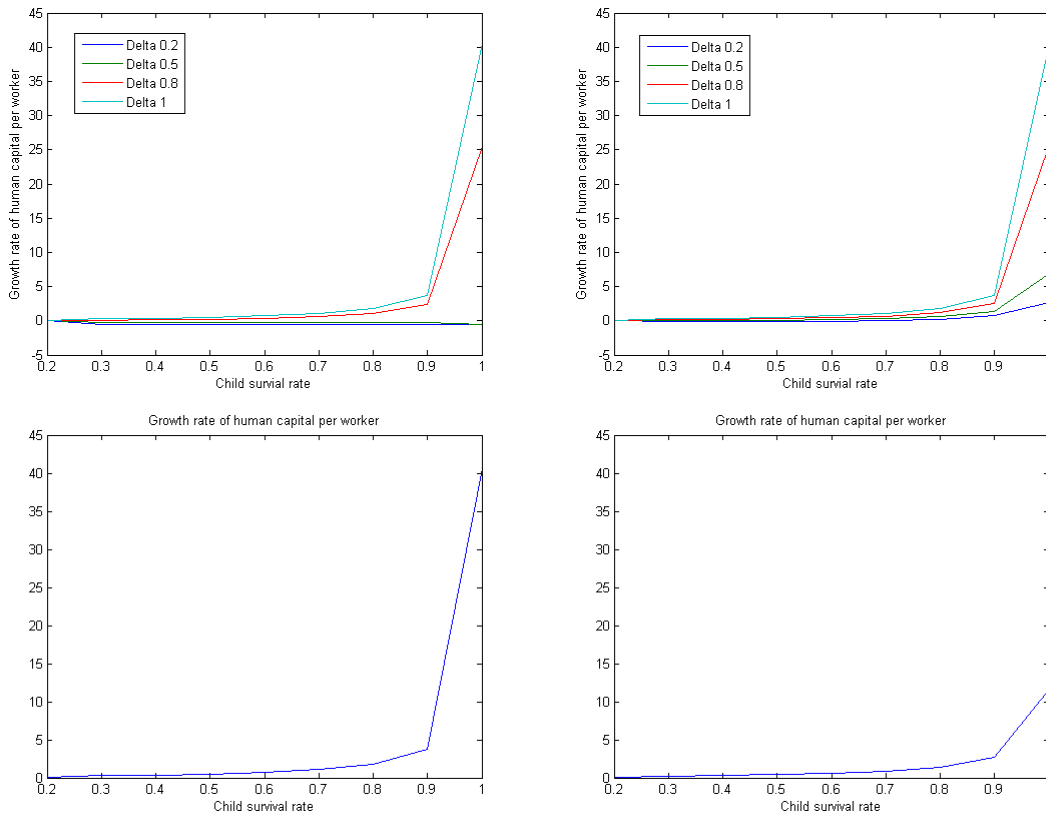 45
40
35
30
25
20
15
10
5
0
-5
Growth rate of human capital per worker
Delta 0.2
Delta 0.5
Delta 0.8
Delta 1
0.2 0.3 0.4 0.5 0.6 0.7 0.8 0.9 1
Child survial rate
45
40
35
30
25
20
15
10
5
0
-5
Growth rate of human capital per worker
Delta 0.2
Delta 0.5
Delta 0.8
Delta 1
0.2 0.3 0.4 0.5 0.6 0.7 0.8 0.9
Child survial rate
Growth rate of human capital per worker
45
40
35
30
25
20
15
10
5
0
0.2 0.3 0.4 0.5 0.6 0.7 0.8 0.9 1
Child survial rate
Growth rate of human capital per worker
45
40
35
30
25
20
15
10
5
0
0.2 0.3 0.4 0.5 0.6 0.7 0.8 0.9
Child survial rate